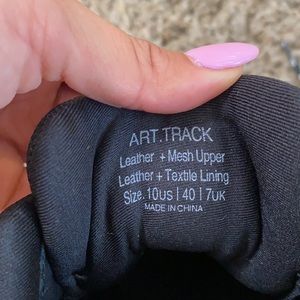 ART.TRACK
Leather + Mesh Upper
Leather + Textile Lining
Size. 10US | 40 | 7UK
MADE IN CHINA